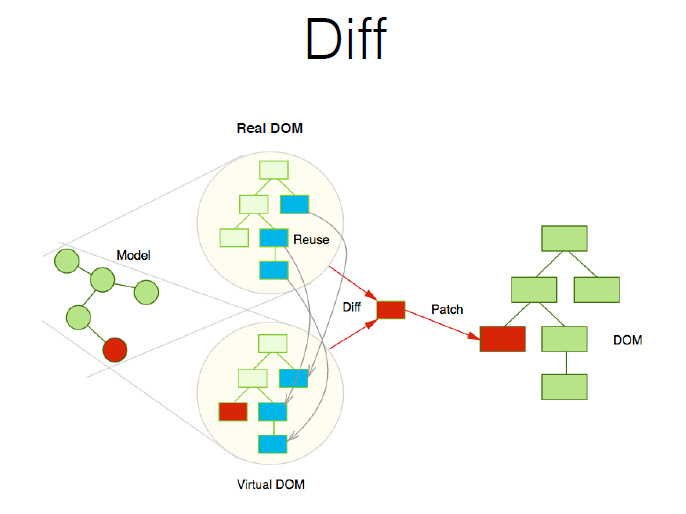 Diff
Real DOM
Model
Reuse
Diff
Patch
DOM
Virtual DOM